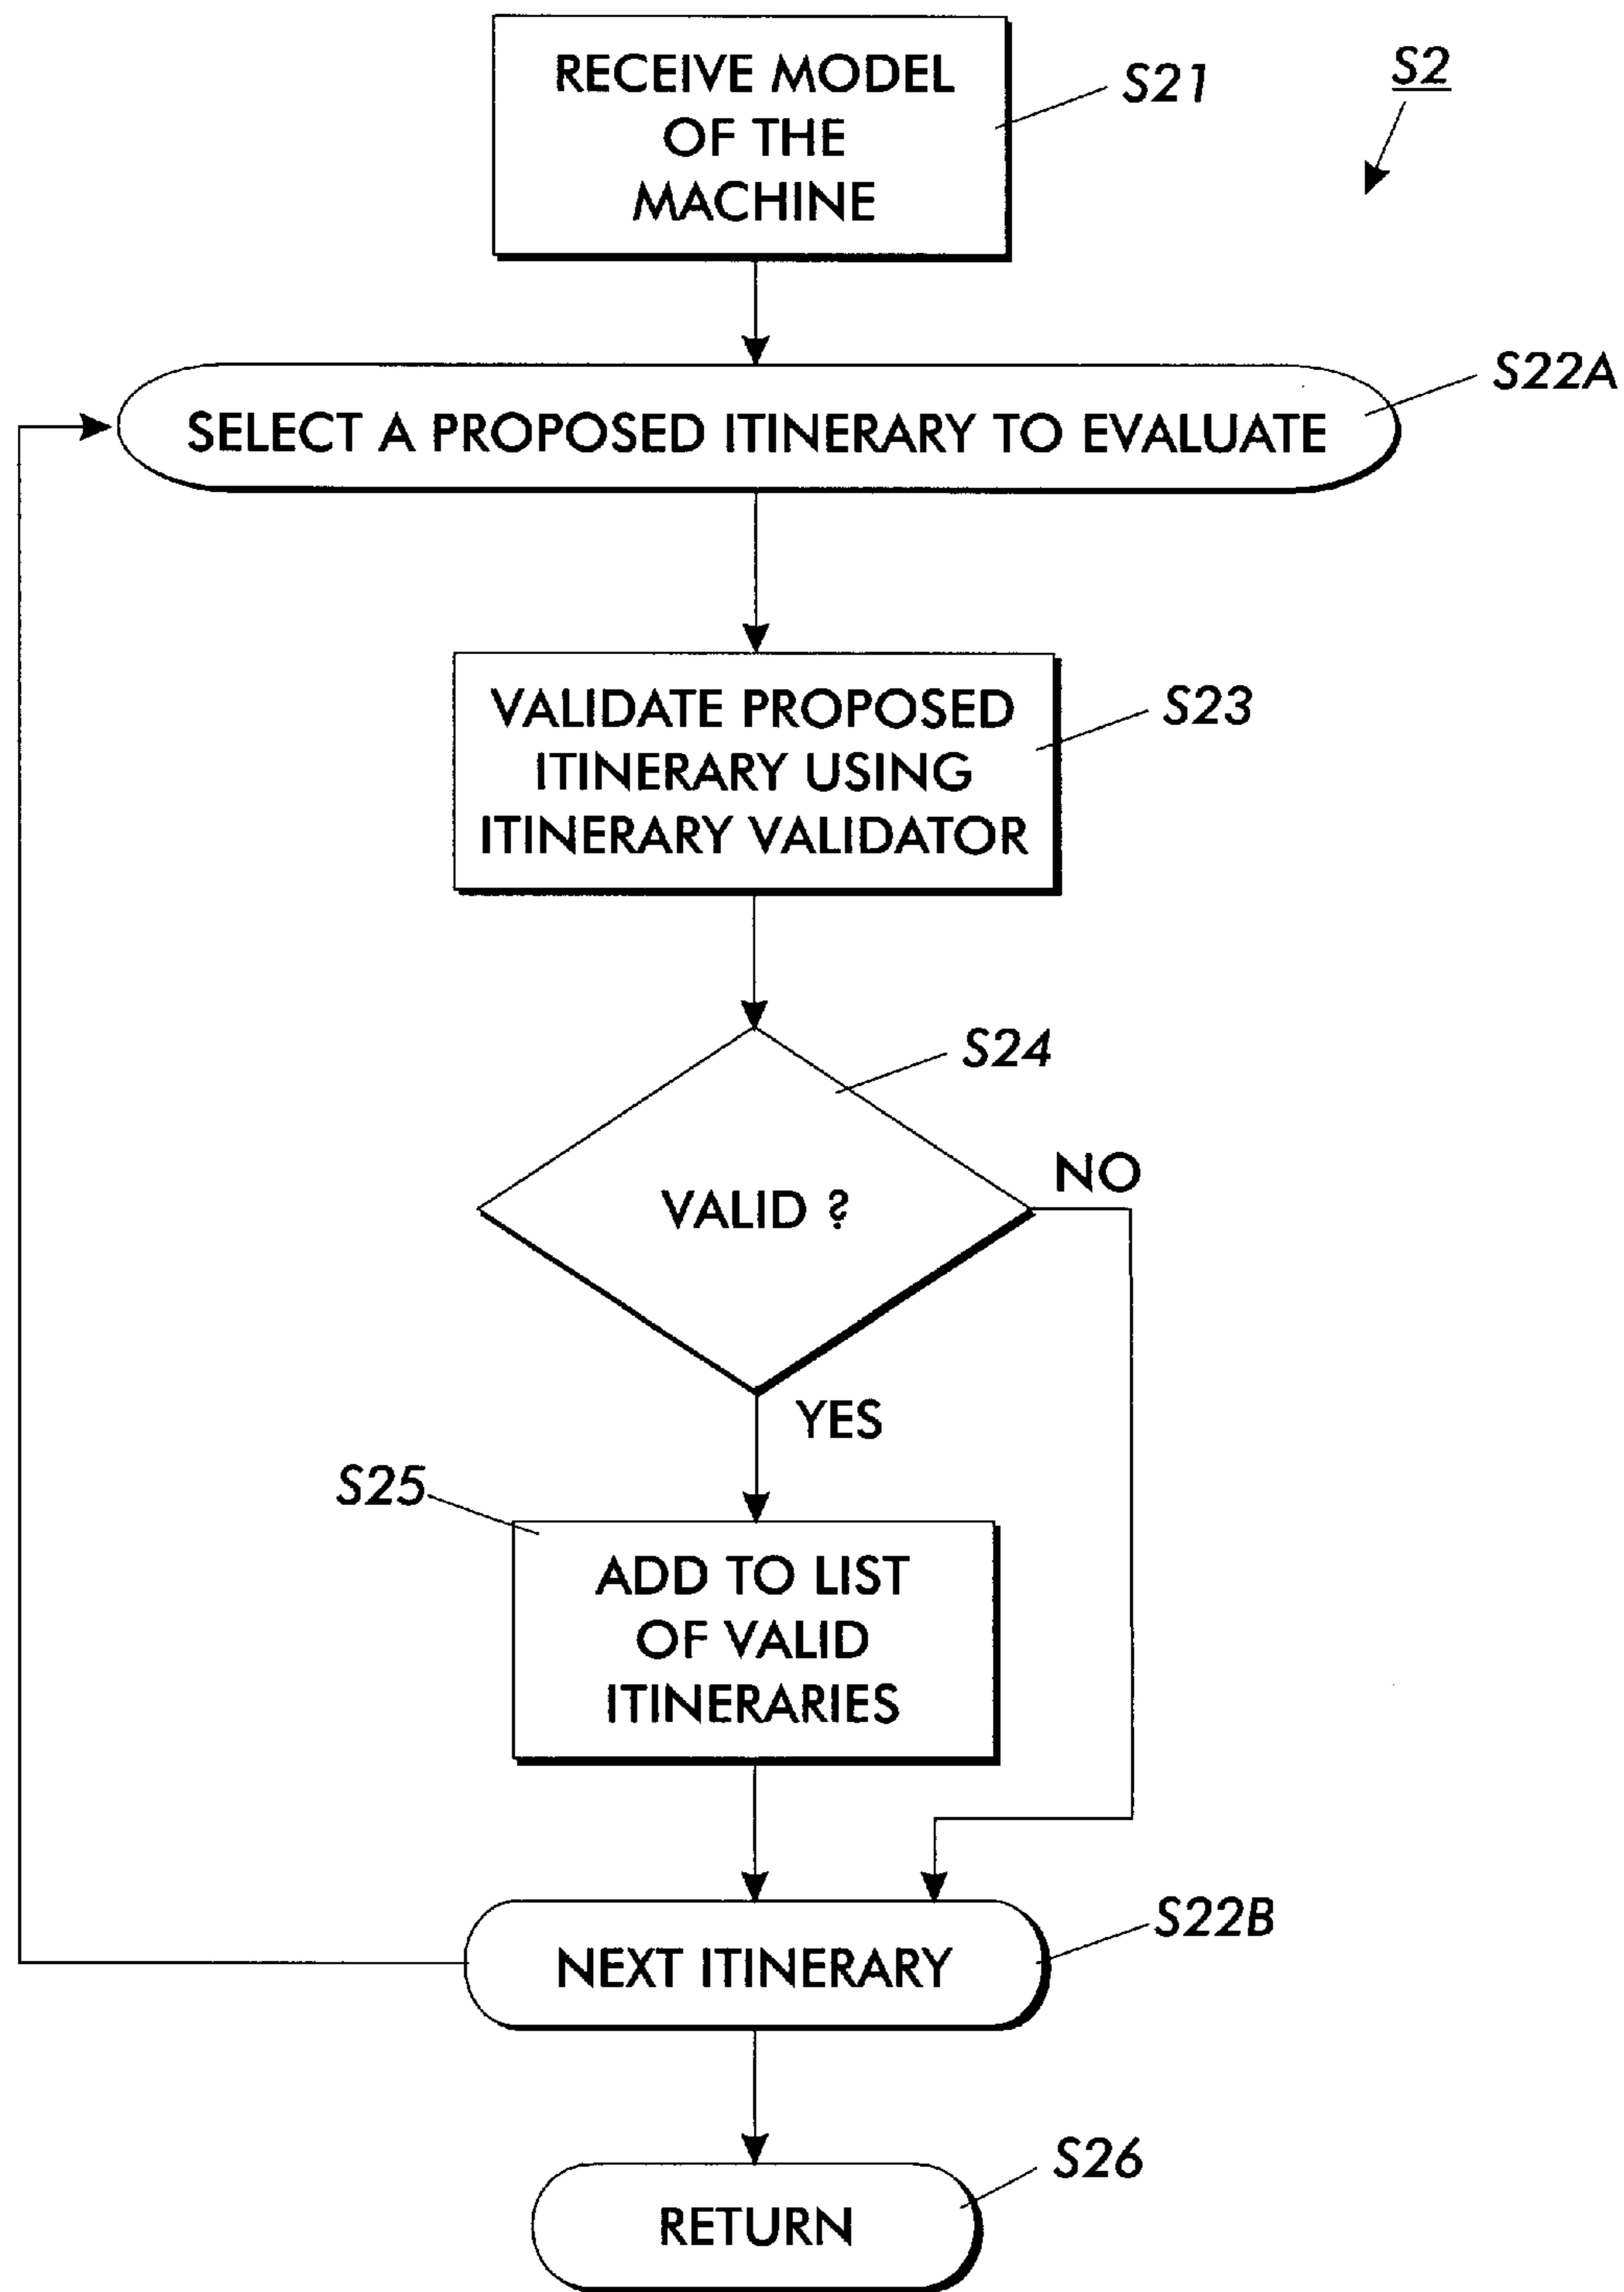 RECEIVE MODEL
OF THE
MACHINE
S21
S2
S22A
SELECT A PROPOSED ITINERARY TO EVALUATE
VALIDATE PROPOSED
ITINERARY USING
ITINERARY VALIDATOR
S23
S24
VALID ?
NO
YES
S25
ADD TO LIST
OF VALID
ITINERARIES
S22B
NEXT ITINERARY
S26
RETURN